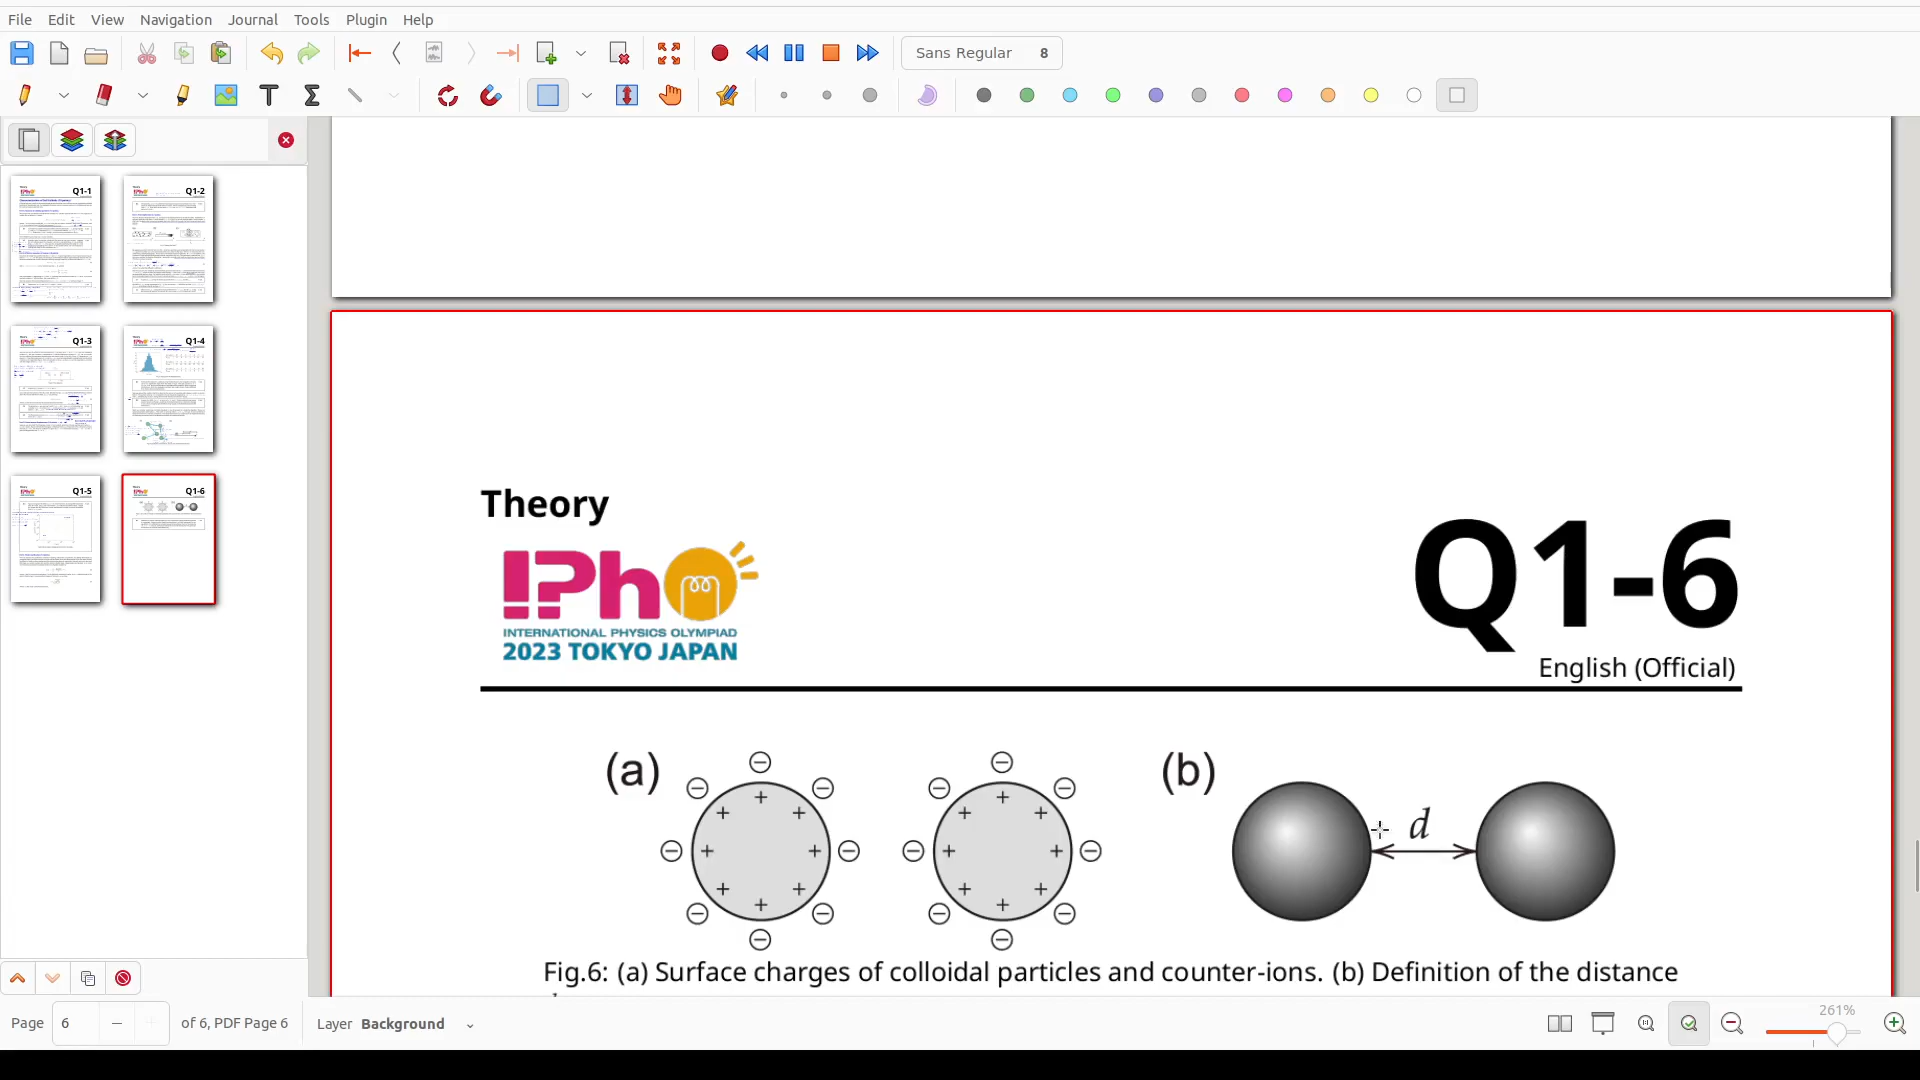 File Edit View Navigation Journal Tools Plugin Help
Sans Regular 8
Q1-1
Q1-2
Q1-3
Q1-4
Q1-5
Q1-6
Theory
IPhO
INTERNATIONAL PHYSICS OLYMPIAD
2023 TOKYO JAPAN
Q1-6
English (Official)
(a)
(b)
d
Fig.6: (a) Surface charges of colloidal particles and counter-ions. (b) Definition of the distance
Page 6 of 6, PDF Page 6 Layer Background
261%